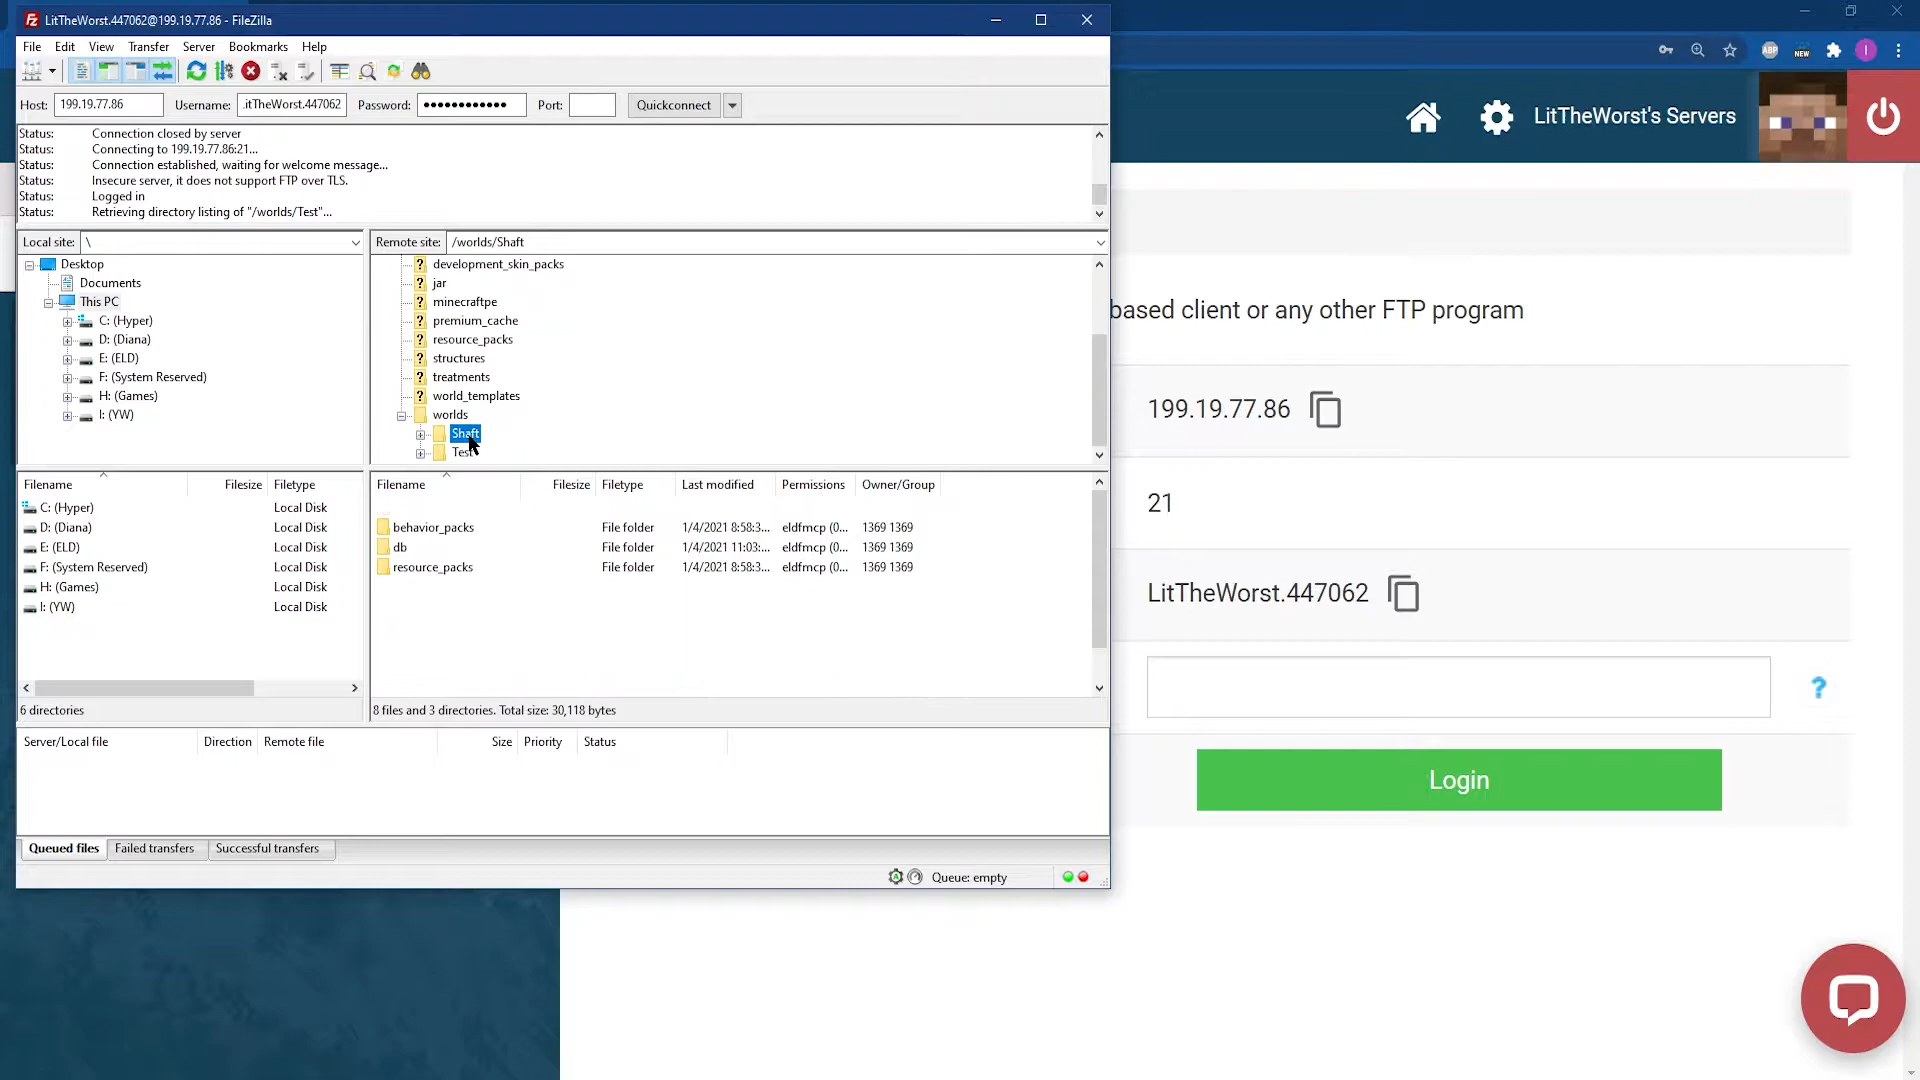 LitTheWorst.447062@199.19.77.86 - FileZilla
File Edit View Transfer Server Bookmarks Help
Host: 199.19.77.86 Username: .itTheWorst.447062 Password: ●●●●●●●●●●●● Port: Quickconnect
Status: Connection closed by server
Status: Connecting to 199.19.77.86:21...
Status: Connection established, waiting for welcome message...
Status: Insecure server, it does not support FTP over TLS.
Status: Logged in
Status: Retrieving directory listing of "/worlds/Test"...
Local site: \
Desktop
Documents
This PC
C: (Hyper)
D: (Diana)
E: (ELD)
F: (System Reserved)
H: (Games)
I: (YW)
Remote site: /worlds/Shaft
development_skin_packs
jar
minecraftpe
premium_cache
resource_packs
structures
treatments
world_templates
worlds
Shaft
Test
Filename Filesize Filetype
C: (Hyper) Local Disk
D: (Diana) Local Disk
E: (ELD) Local Disk
F: (System Reserved) Local Disk
H: (Games) Local Disk
I: (YW) Local Disk
6 directories
Filename Filesize Filetype Last modified Permissions Owner/Group
behavior_packs File folder 1/4/2021 8:58:3... eldfmcp (0... 1369 1369
db File folder 1/4/2021 11:03:... eldfmcp (0... 1369 1369
resource_packs File folder 1/4/2021 8:58:3... eldfmcp (0... 1369 1369
8 files and 3 directories. Total size: 30,118 bytes
Server/Local file Direction Remote file Size Priority Status
Queued files Failed transfers Successful transfers
Queue: empty
ABP
NEW
I
LitTheWorst's Servers
based client or any other FTP program
199.19.77.86
21
LitTheWorst.447062
?
Login